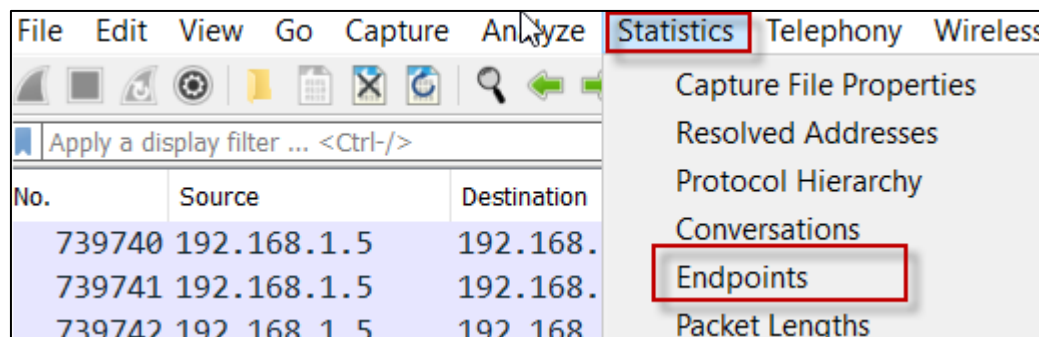 File Edit View Go Capture Analyze Statistics Telephony Wireless
Capture File Properties
Resolved Addresses
Protocol Hierarchy
Conversations
Endpoints
Packet Lengths
Apply a display filter ... <Ctrl-/>
No. Source Destination
739740 192.168.1.5 192.168.
739741 192.168.1.5 192.168.
739742 192.168.1.5 192.168